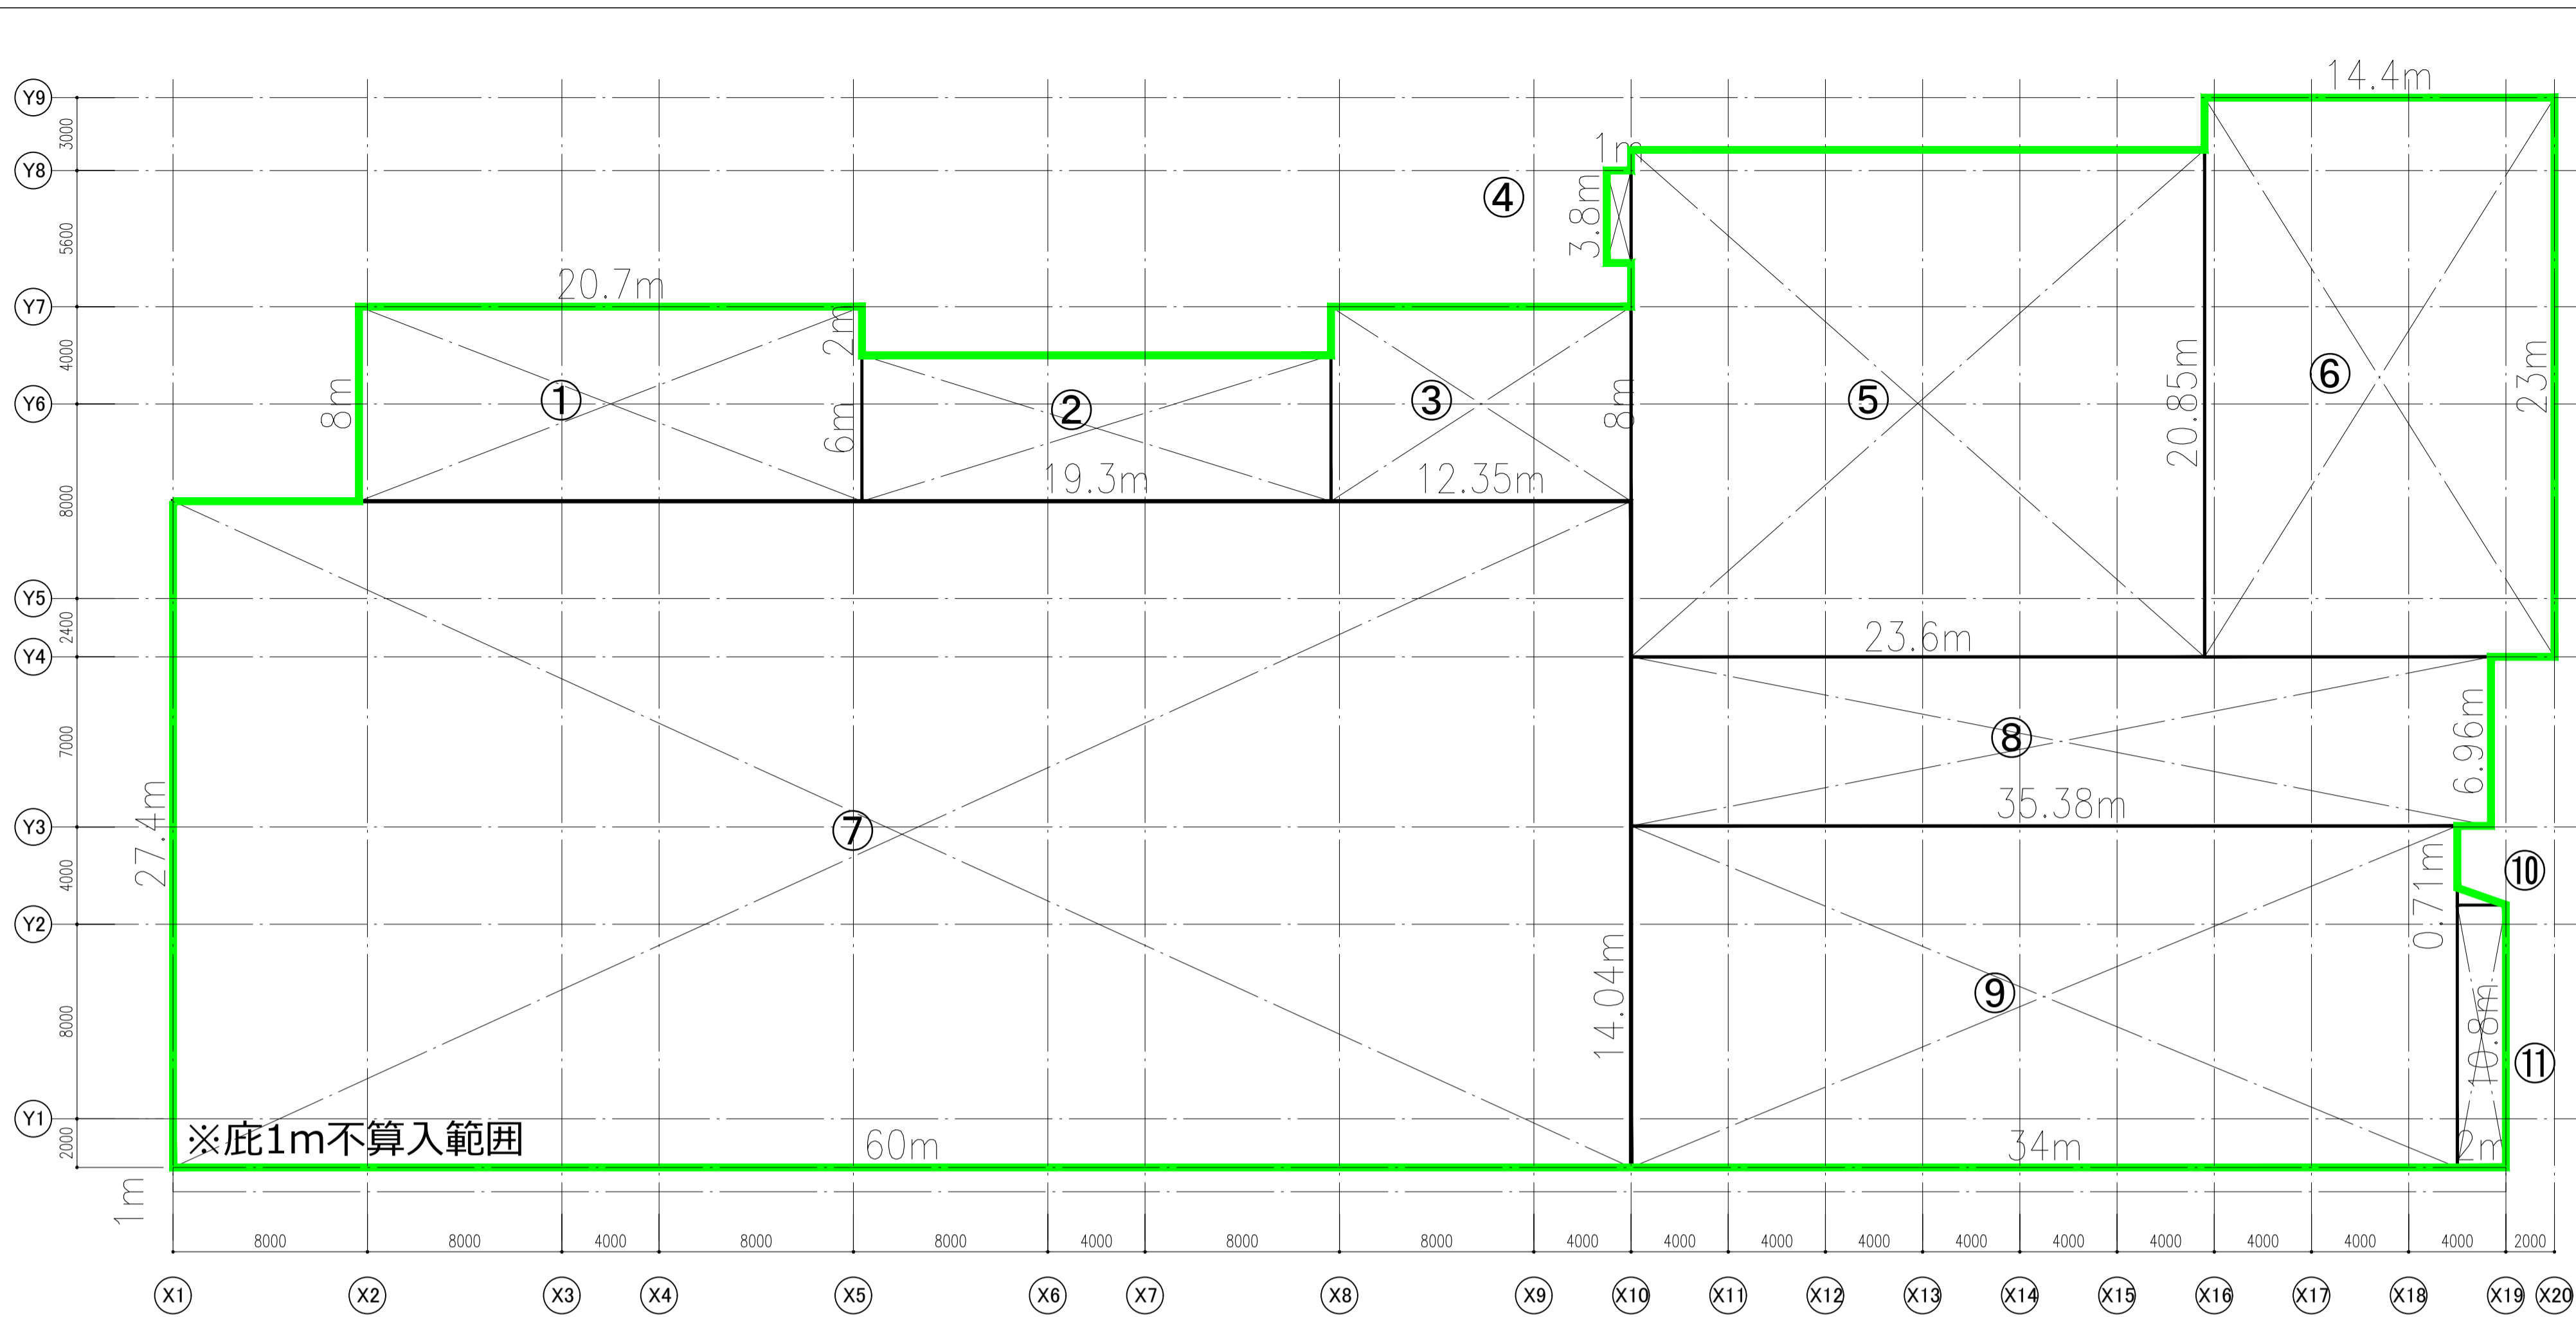 14.4m
Y9
3000
1m
Y8
④
3.8m
5600
20.7m
Y7
2m
4000
20.85m
23m
⑥
8m
①
6m
②
③
8m
⑤
Y6
19.3m
12.35m
8000
Y5
2400
23.6m
Y4
7000
⑧
6.96m
35.38m
Y3
27.4m
⑦
4000
0.71m
⑩
Y2
14.04m
⑨
8000
10.8m
⑪
Y1
※庇1m不算入範囲
2000
60m
34m
2m
1m
8000 8000 4000 8000 8000 4000 8000 8000 4000 4000 4000 4000 4000 4000 4000 4000 4000 4000 2000
X1 X2 X3 X4 X5 X6 X7 X8 X9 X10 X11 X12 X13 X14 X15 X16 X17 X18 X19 X20